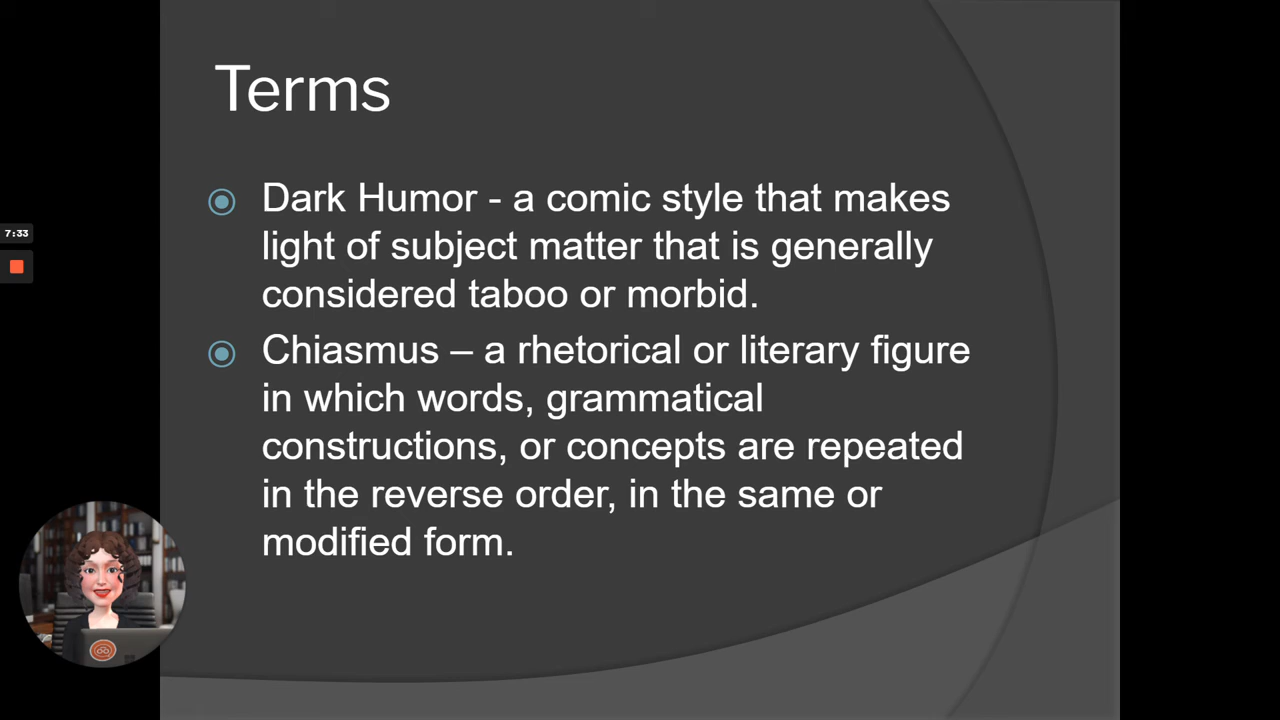 Terms
Dark Humor - a comic style that makes
light of subject matter that is generally
considered taboo or morbid.
Chiasmus – a rhetorical or literary figure
in which words, grammatical
constructions, or concepts are repeated
in the reverse order, in the same or
modified form.
7:33